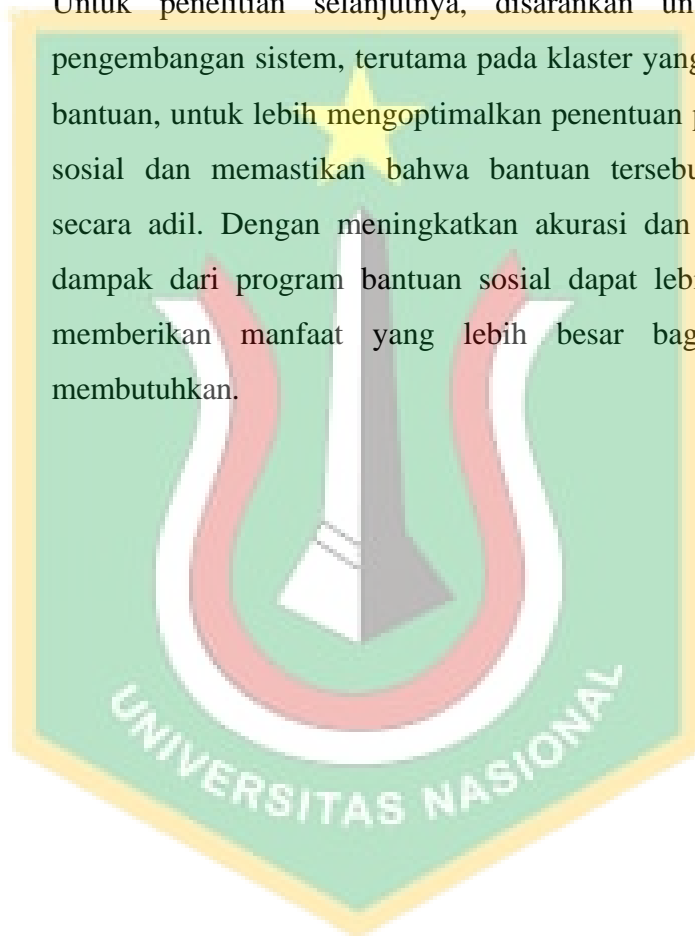 Untuk penelitian selanjutnya, disarankan
pengembangan sistem, terutama pada klaster yang
bantuan, untuk lebih mengoptimalkan penentuan
sosial dan memastikan bahwa bantuan
secara adil. Dengan meningkatkan akurasi dan
dampak dari program bantuan sosial dapat
memberikan manfaat yang lebih besar
membutuhkan.
UNIVERSITAS NASIONAL